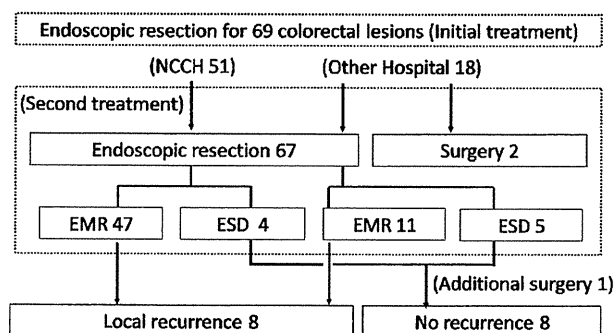 Endoscopic resection for 69 colorectal lesions (Initial treatment)
(NCCH 51) (Other Hospital 18)
(Second treatment)
Endoscopic resection 67 Surgery 2
EMR 47 ESD 4 EMR 11 ESD 5
(Additional surgery 1)
Local recurrence 8 No recurrence 8